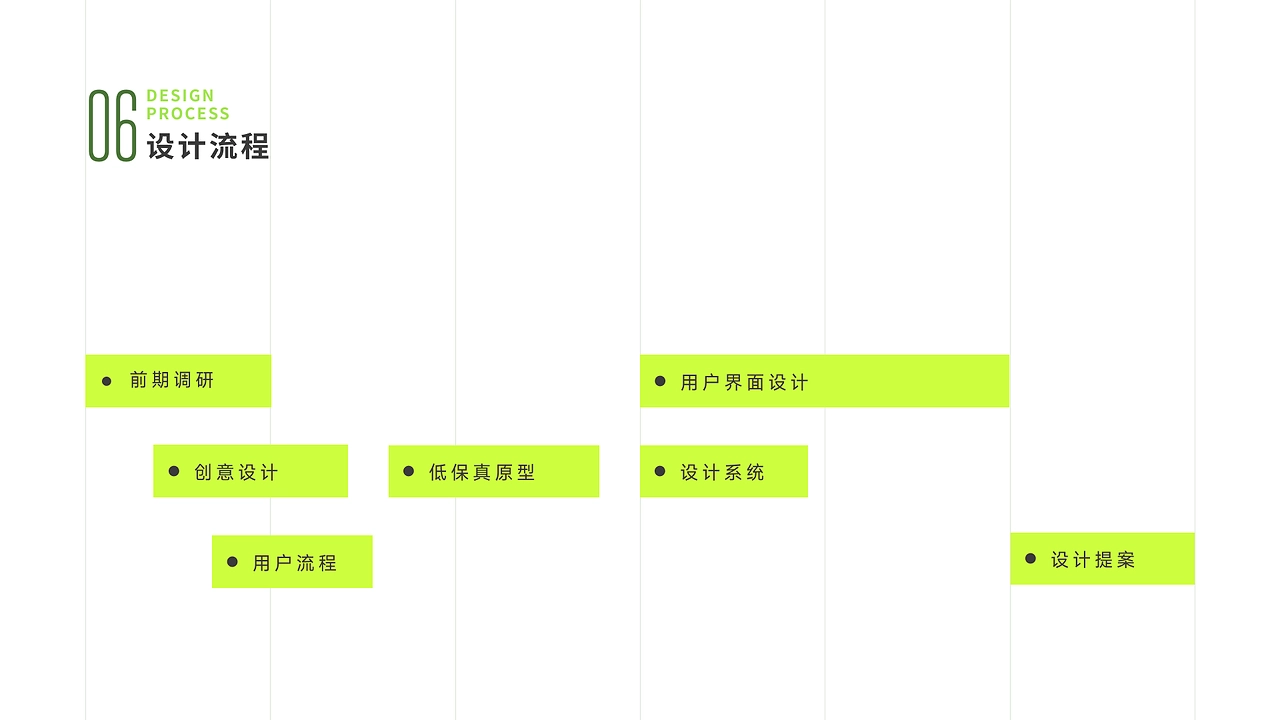 06
DESIGN
PROCESS
设计流程
前期调研
用户界面设计
创意设计
低保真原型
设计系统
用户流程
设计提案